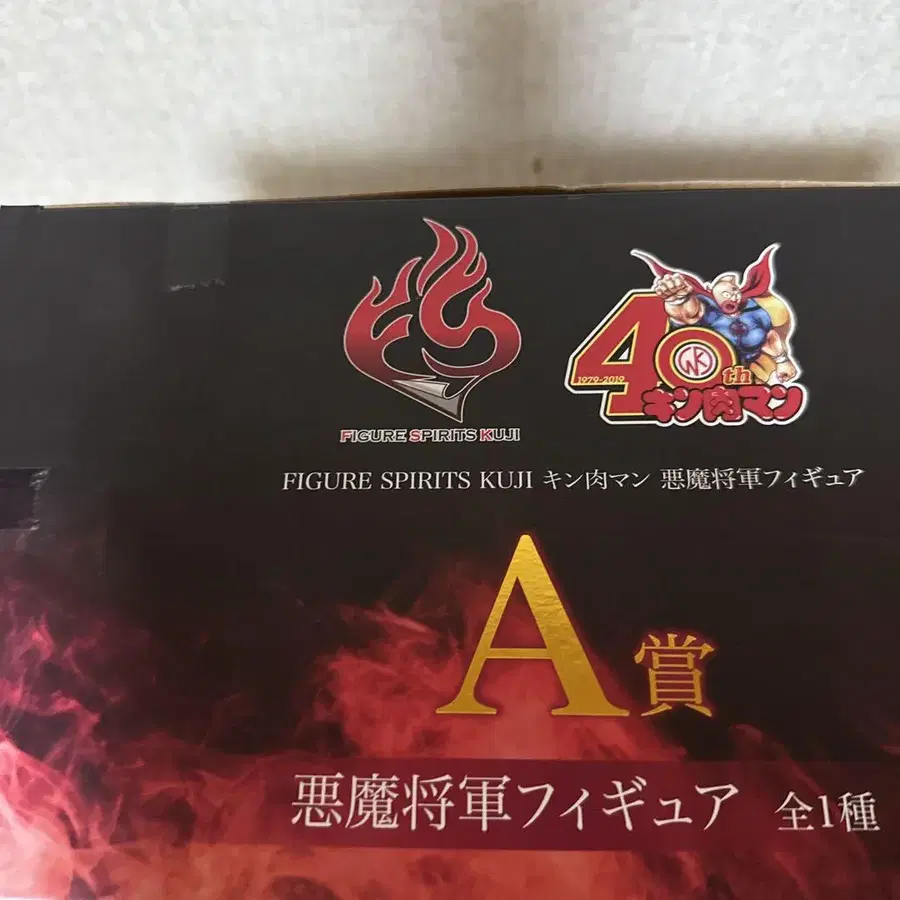 FIGURE SPIRITS KUJI
40th
1979-2019
キン肉マン
FIGURE SPIRITS KUJI キン肉マン 悪魔将軍フィギュア
A賞
悪魔将軍フィギュア 全1種